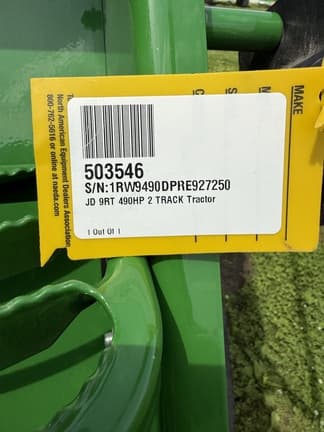 503546
S/N:1RW9490DPRE927250
JD 9RT 490HP 2 TRACK Tractor
1 Out Of 1
MAKE
North American Equipment Dealers Association
800-762-5616 or online at naeda.com